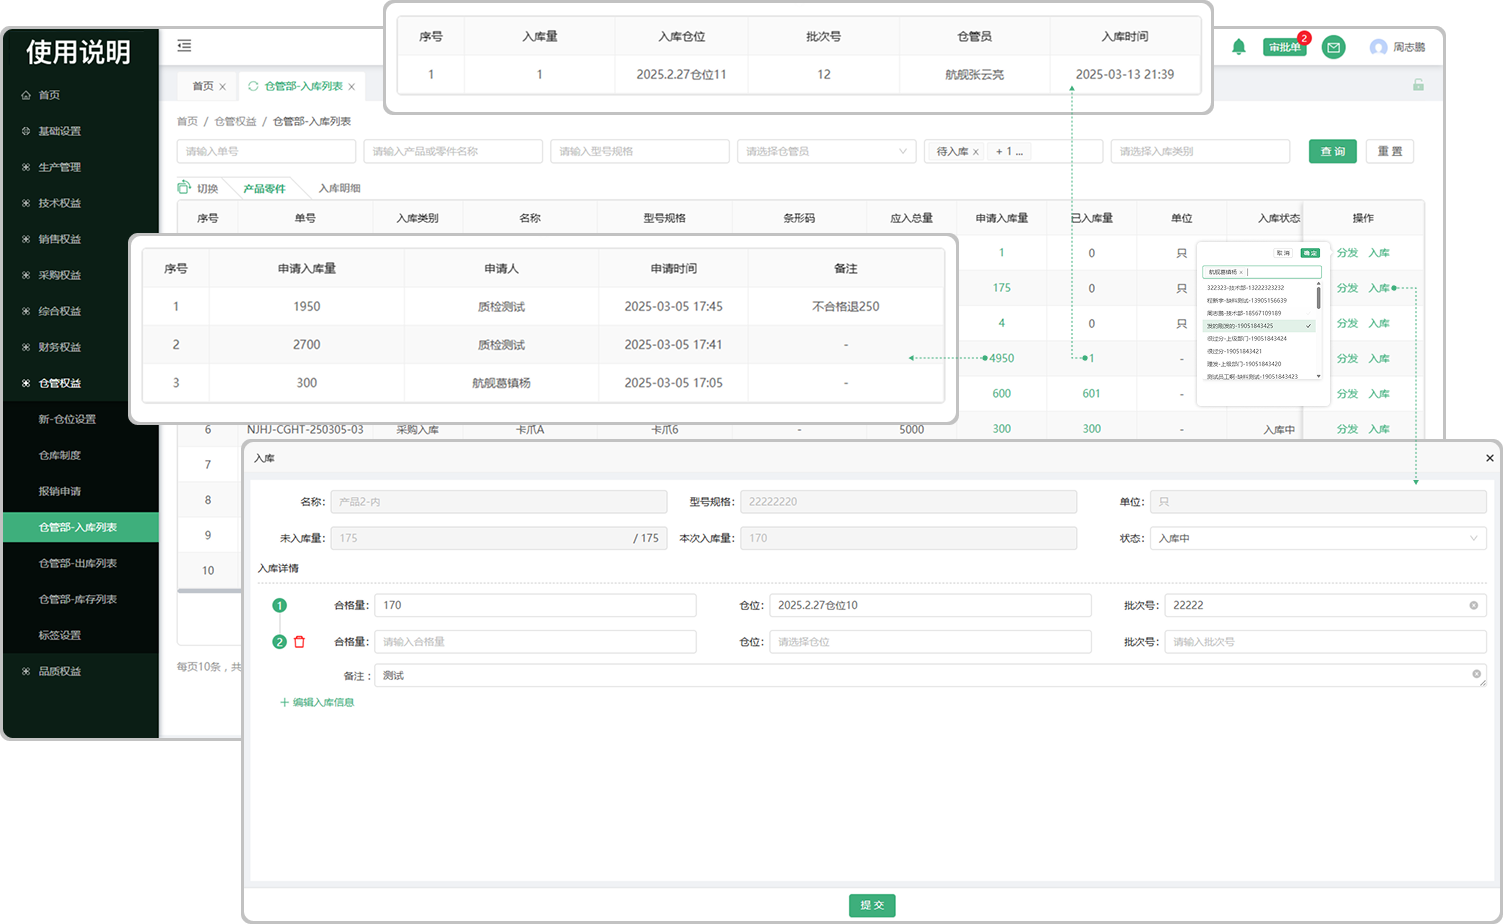 序号 入库量 入库仓位 批次号 仓管员 入库时间
1 1 2025.2.27仓位11 12 航舰张云亮 2025-03-13 21:39
使用说明
首页
基础设置
生产管理
技术权益
销售权益
采购权益
综合权益
财务权益
仓管权益
新-仓位设置
仓库制度
报销申请
仓管部-入库列表
仓管部-出库列表
仓管部-库存列表
标签设置
品质权益
审批单 2 周志鹏
首页 × 仓管部-入库列表 ×
首页 / 仓管权益 / 仓管部-入库列表
请输入单号 请输入产品或零件名称 请输入型号规格 请选择仓管员 待入库 × + 1 ... 请选择入库类别 查 询 重 置
切换 产品零件 入库明细
序号 单号 入库类别 名称 型号规格 条形码 应入总量 申请入库量 已入库量 单位 入库状态 操作
1 0 只 分发 入库
175 0 只 分发 入库
4 0 只 分发 入库
4950 1 - 分发 入库
600 601 - 分发 入库
6 NJHJ-CGHT-250305-03 采购入库 卡爪A 卡爪6 - 5000 300 300 - 入库中 分发 入库
7
8
9
10
每页10条，共
序号 申请入库量 申请人 申请时间 备注
1 1950 质检测试 2025-03-05 17:45 不合格退250
2 2700 质检测试 2025-03-05 17:41 -
3 300 航舰葛镇杨 2025-03-05 17:05 -
取 消 确 定
航舰葛镇杨 ×
322323-技术部-13222323232
程新宇-缺料测试-13905156639
周志鹏-技术部-18567109189
发的刚发的-19051843425
很过分-上级部门-19051843424
很过分-19051843421
理发-上级部门-19051843420
测试员工啊-缺料测试-19051843423
入库 ×
名称: 产品2-内 型号规格: 22222220 单位: 只
未入库量: 175 / 175 本次入库量: 170 状态: 入库中
入库详情
1 合格量: 170 仓位: 2025.2.27仓位10 批次号: 22222
2 合格量: 请输入合格量 仓位: 请选择仓位 批次号: 请输入批次号
备注： 测试
+ 编辑入库信息
提 交